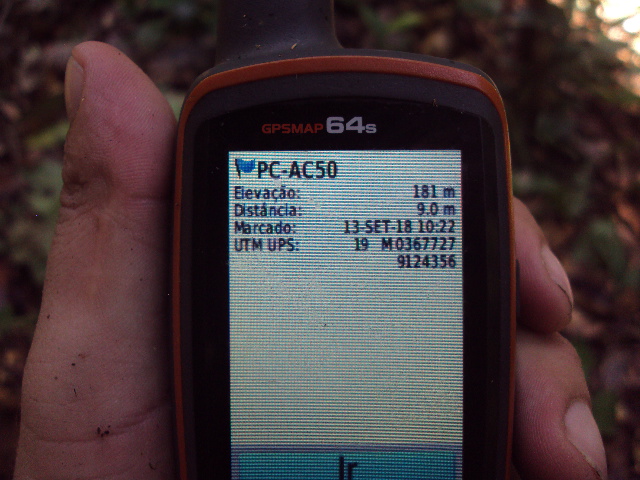 GPSMAP 64s
PC-AC50
Elevação: 181 m
Distância: 9.0 m
Marcado: 13-SET-18 10:22
UTM UPS: 19 M 0367727
9124356
Ir